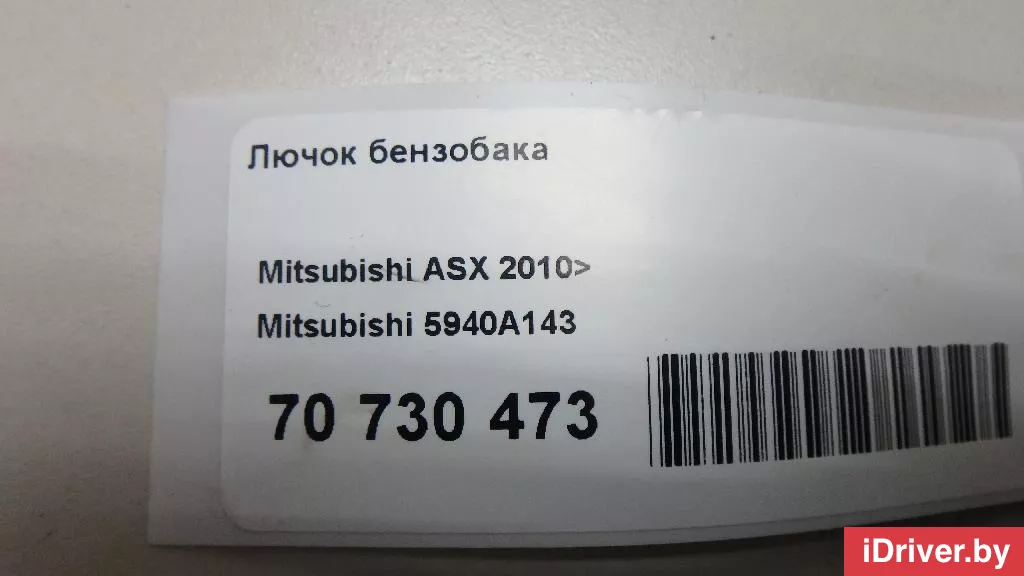 Лючок бензобака
Mitsubishi ASX 2010>
Mitsubishi 5940A143
70 730 473
iDriver.by